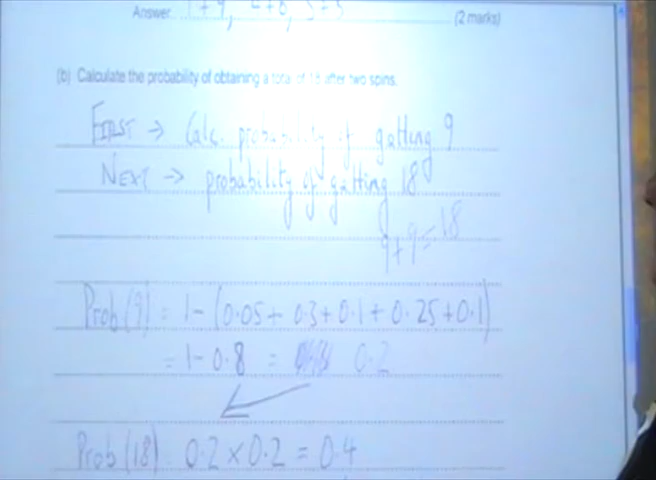 Answer 1+9, 4+6, 5+5 (2 marks)
(b) Calculate the probability of obtaining a total of 18 after two spins.
FIRST → Calc. probability of getting 9
NEXT → probability of getting 18
9+9=18
Prob(9) = 1-(0.05+ 0.3+0.1+0.25+0.1)
= 1-0.8 = 0.2
Prob(18) 0.2×0.2=0.4